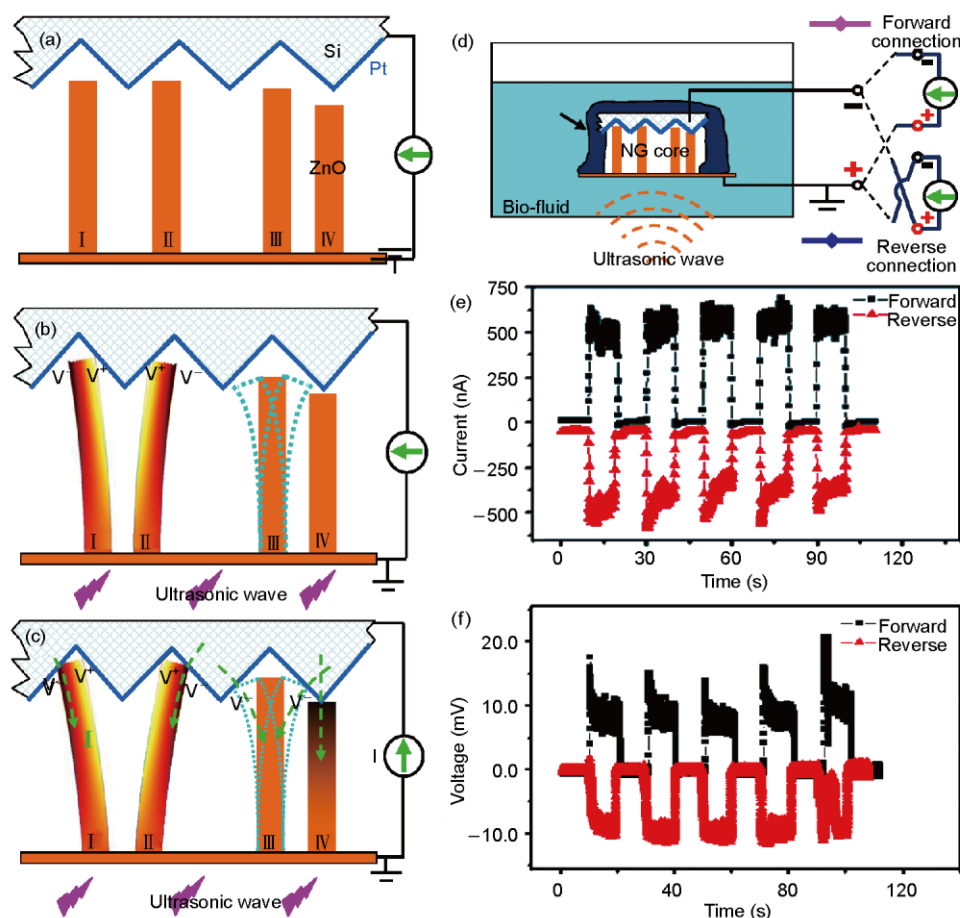 (a)
Si
Pt
ZnO
I
II
III
IV
(b)
V⁻
V⁺
V⁺
V⁻
I
II
III
IV
Ultrasonic wave
(c)
V⁻
V⁺
V⁺
V⁻
V⁻
V⁻
I
I
I
II
III
IV
Ultrasonic wave
(d)
Forward
connection
−
+
NG core
−
+
−
+
Bio-fluid
Ultrasonic wave
Reverse
connection
(e)
750
500
250
0
−250
−500
Current (nA)
Forward
Reverse
0
30
60
90
120
Time (s)
(f)
20.0
10.0
0.0
−10.0
Voltage (mV)
Forward
Reverse
0
40
80
120
Time (s)